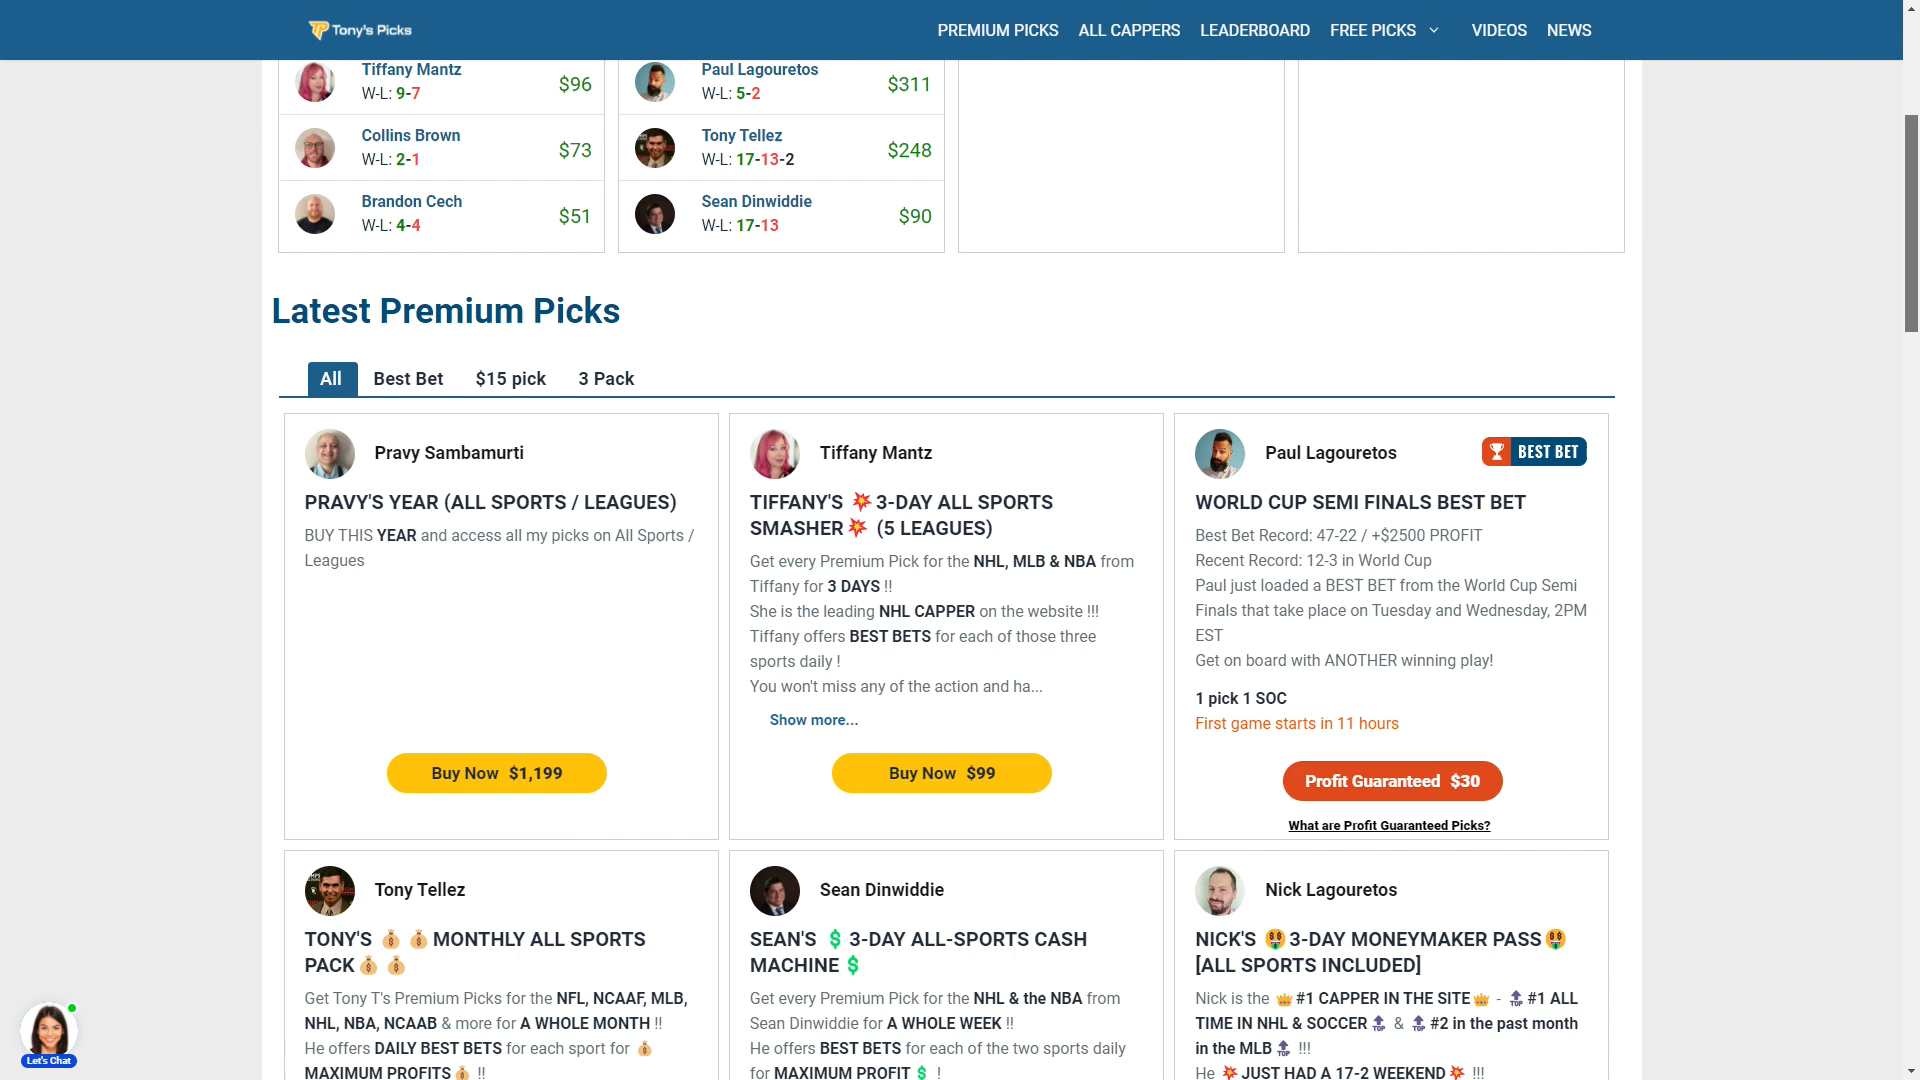 Tony's Picks
PREMIUM PICKS ALL CAPPERS LEADERBOARD FREE PICKS VIDEOS NEWS
Tiffany Mantz
W-L: 9-7
$96
Collins Brown
W-L: 2-1
$73
Brandon Cech
W-L: 4-4
$51
Paul Lagouretos
W-L: 5-2
$311
Tony Tellez
W-L: 17-13-2
$248
Sean Dinwiddie
W-L: 17-13
$90
Latest Premium Picks
All Best Bet $15 pick 3 Pack
Pravy Sambamurti
PRAVY'S YEAR (ALL SPORTS / LEAGUES)
BUY THIS YEAR and access all my picks on All Sports /
Leagues
Buy Now $1,199
Tiffany Mantz
TIFFANY'S 💥3-DAY ALL SPORTS
SMASHER💥 (5 LEAGUES)
Get every Premium Pick for the NHL, MLB & NBA from
Tiffany for 3 DAYS !!
She is the leading NHL CAPPER on the website !!!
Tiffany offers BEST BETS for each of those three
sports daily !
You won't miss any of the action and ha...
Show more...
Buy Now $99
Paul Lagouretos
BEST BET
WORLD CUP SEMI FINALS BEST BET
Best Bet Record: 47-22 / +$2500 PROFIT
Recent Record: 12-3 in World Cup
Paul just loaded a BEST BET from the World Cup Semi
Finals that take place on Tuesday and Wednesday, 2PM
EST
Get on board with ANOTHER winning play!
1 pick 1 SOC
First game starts in 11 hours
Profit Guaranteed $30
What are Profit Guaranteed Picks?
Tony Tellez
TONY'S 💰 💰MONTHLY ALL SPORTS
PACK💰 💰
Get Tony T's Premium Picks for the NFL, NCAAF, MLB,
NHL, NBA, NCAAB & more for A WHOLE MONTH !!
He offers DAILY BEST BETS for each sport for 💰
MAXIMUM PROFITS💰 !!
Sean Dinwiddie
SEAN'S 💲3-DAY ALL-SPORTS CASH
MACHINE💲
Get every Premium Pick for the NHL & the NBA from
Sean Dinwiddie for A WHOLE WEEK !!
He offers BEST BETS for each of the two sports daily
for MAXIMUM PROFIT 💲 !
Nick Lagouretos
NICK'S 🤑3-DAY MONEYMAKER PASS🤑
[ALL SPORTS INCLUDED]
Nick is the 👑#1 CAPPER IN THE SITE👑 - 🔝#1 ALL
TIME IN NHL & SOCCER🔝 & 🔝#2 in the past month
in the MLB🔝 !!!
He 💥JUST HAD A 17-2 WEEKEND💥 !!!
Let's Chat